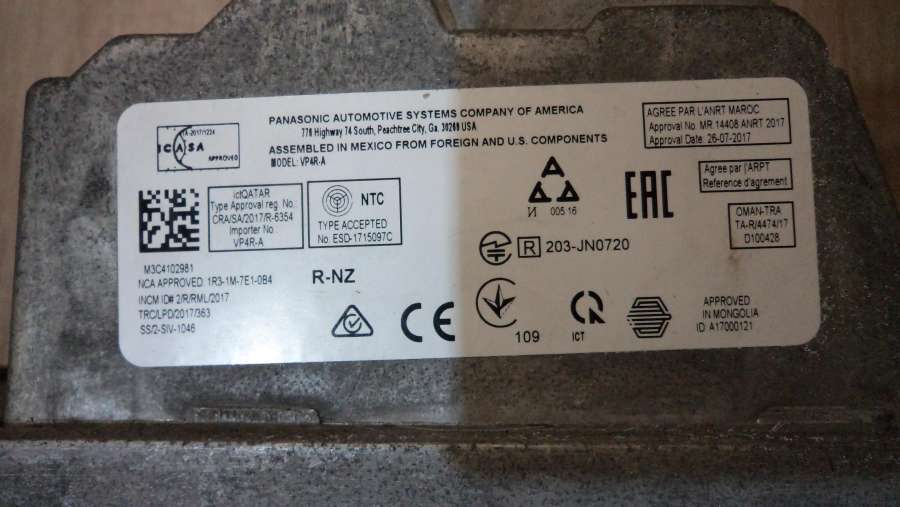 PANASONIC AUTOMOTIVE SYSTEMS COMPANY OF AMERICA
776 Highway 74 South, Peachtree City, Ga. 30269 USA
ASSEMBLED IN MEXICO FROM FOREIGN AND U.S. COMPONENTS
MODEL: VP4R-A
TA-2017/1224
ICASA
APPROVED
ictQATAR
Type Approval reg. No.
CRA/SA/2017/R-6354
Importer No.
VP4R-A
NTC
TYPE ACCEPTED
No. ESD-1715097C
AGREE PAR L'ANRT MAROC
Approval No. MR 14408 ANRT 2017
Approval Date: 26-07-2017
Agree par l'ARPT
Reference d'agrement
OMAN-TRA
TA-R/4474/17
D100428
И 005 16
EAC
R 203-JN0720
M3C4102981
NCA APPROVED: 1R3-1M-7E1-0B4
INCM ID# 2/R/RML/2017
TRC/LPD/2017/363
SS/2-SIV-1046
R-NZ
CE
109
ICT
APPROVED
IN MONGOLIA
ID: A17000121